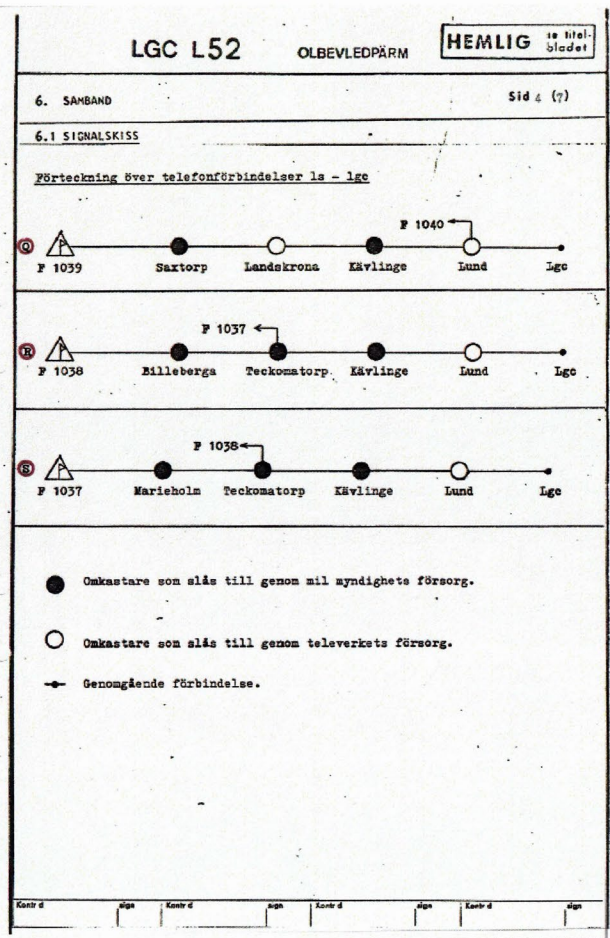 LGC L52 OLBEVLEDPÄRM HEMLIG se titel-
bladet
6. SAMBAND Sid 4 (7)
6.1 SIGNALSKISS
Förteckning över telefonförbindelser ls - lgc
F 1040
Q
F 1039 Saxtorp Landskrona Kävlinge Lund Lgc
F 1037
R
F 1038 Billeberga Teckomatorp Kävlinge Lund Lgc
F 1038
S
F 1037 Marieholm Teckomatorp Kävlinge Lund Lgc
Omkastare som slås till genom mil myndighets försorg.
Omkastare som slås till genom televerkets försorg.
Genomgående förbindelse.
Kontr d sign Kontr d sign Kontr d sign Kontr d sign